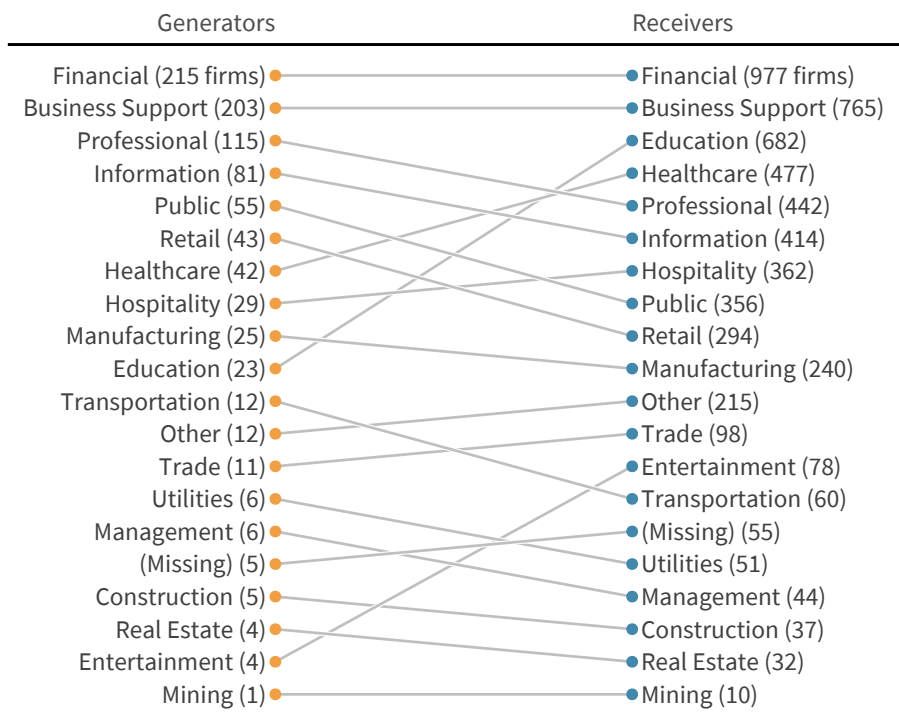 Generators Receivers
Financial (215 firms) Financial (977 firms)
Business Support (203) Business Support (765)
Professional (115) Education (682)
Information (81) Healthcare (477)
Public (55) Professional (442)
Retail (43) Information (414)
Healthcare (42) Hospitality (362)
Hospitality (29) Public (356)
Manufacturing (25) Retail (294)
Education (23) Manufacturing (240)
Transportation (12) Other (215)
Other (12) Trade (98)
Trade (11) Entertainment (78)
Utilities (6) Transportation (60)
Management (6) (Missing) (55)
(Missing) (5) Utilities (51)
Construction (5) Management (44)
Real Estate (4) Construction (37)
Entertainment (4) Real Estate (32)
Mining (1) Mining (10)